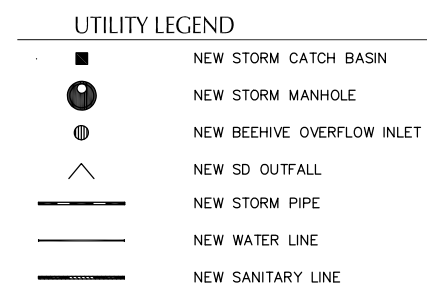 UTILITY LEGEND
NEW STORM CATCH BASIN
NEW STORM MANHOLE
NEW BEEHIVE OVERFLOW INLET
NEW SD OUTFALL
NEW STORM PIPE
NEW WATER LINE
NEW SANITARY LINE